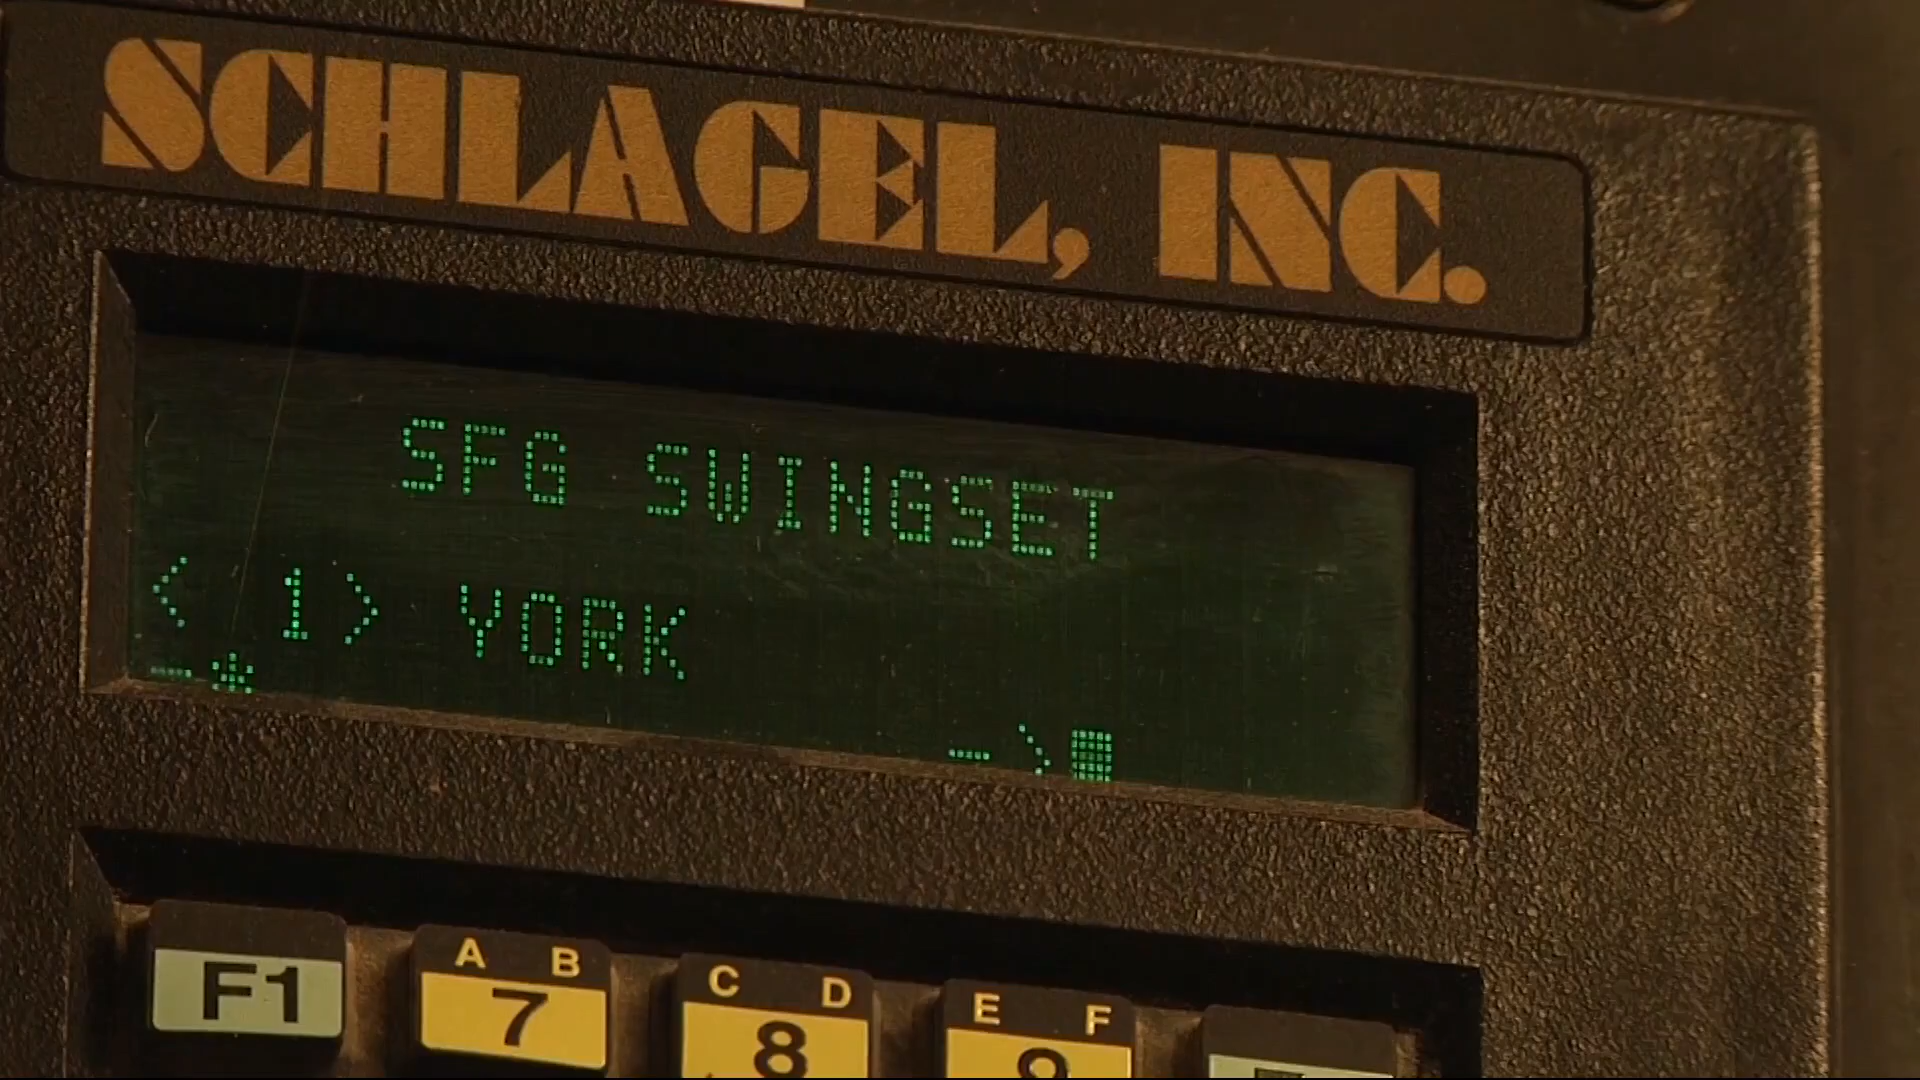 SCHLAGEL, INC.
SFG SWINGSET
< 1> YORK
-*
->
F1
A B
7
C D
8
E F
9